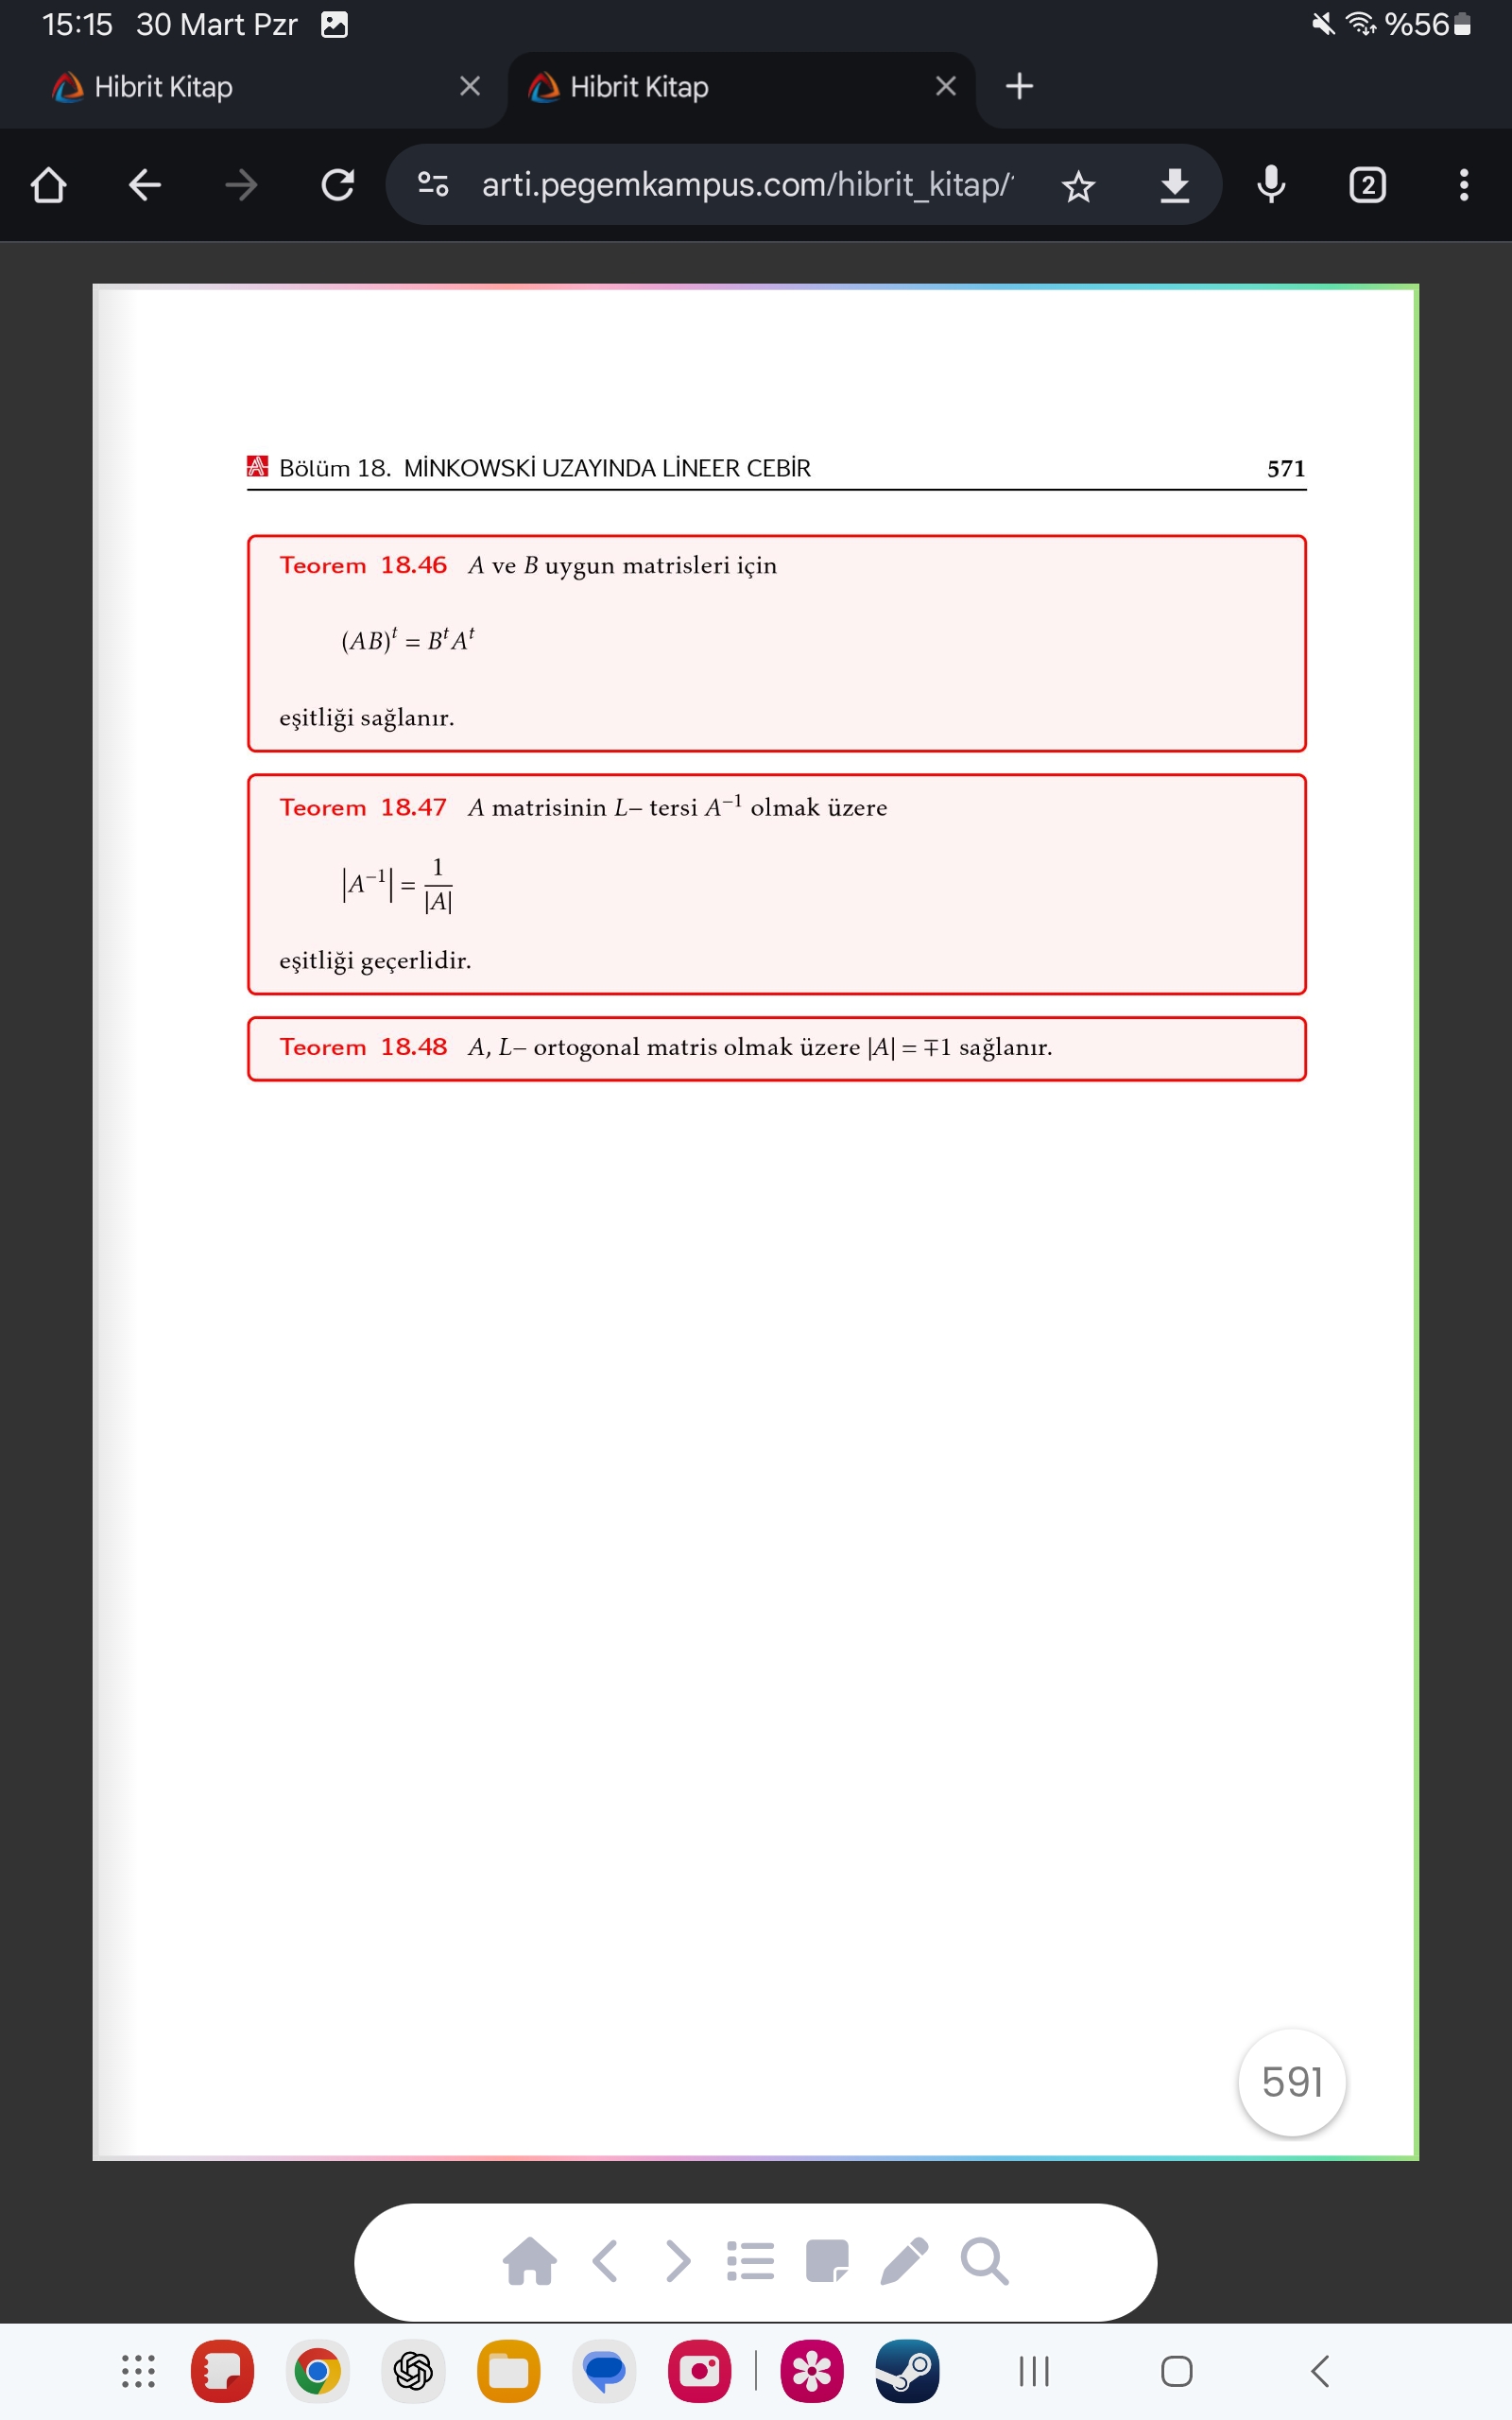 15:15 30 Mart Pzr %56
Hibrit Kitap Hibrit Kitap
arti.pegemkampus.com/hibrit_kitap/ 2
Bölüm 18. MİNKOWSKİ UZAYINDA LİNEER CEBİR 571
Teorem 18.46 A ve B uygun matrisleri için
(AB)ᵗ = BᵗAᵗ
eşitliği sağlanır.
Teorem 18.47 A matrisinin L− tersi A⁻¹ olmak üzere
|A⁻¹| = 1/|A|
eşitliği geçerlidir.
Teorem 18.48 A, L− ortogonal matris olmak üzere |A| = ∓1 sağlanır.
591